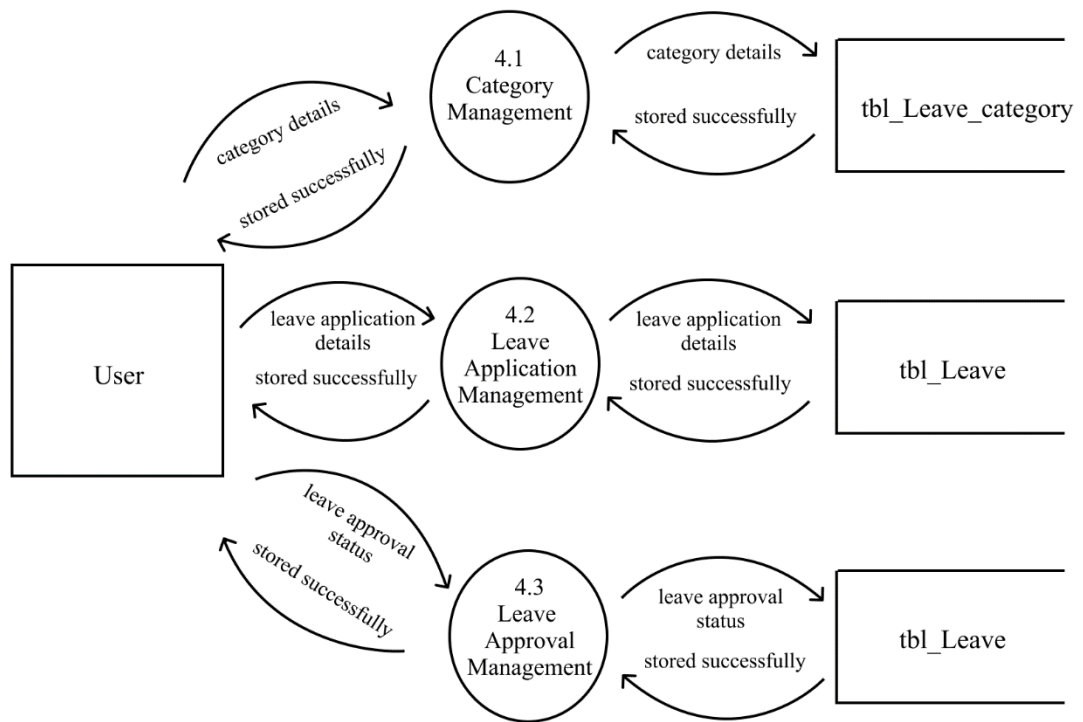 4.1
Category
Management
category details
stored successfully
tbl_Leave_category
category details
stored successfully
User
leave application
details
stored successfully
4.2
Leave
Application
Management
leave application
details
stored successfully
tbl_Leave
leave approval
status
stored successfully
4.3
Leave
Approval
Management
leave approval
status
stored successfully
tbl_Leave